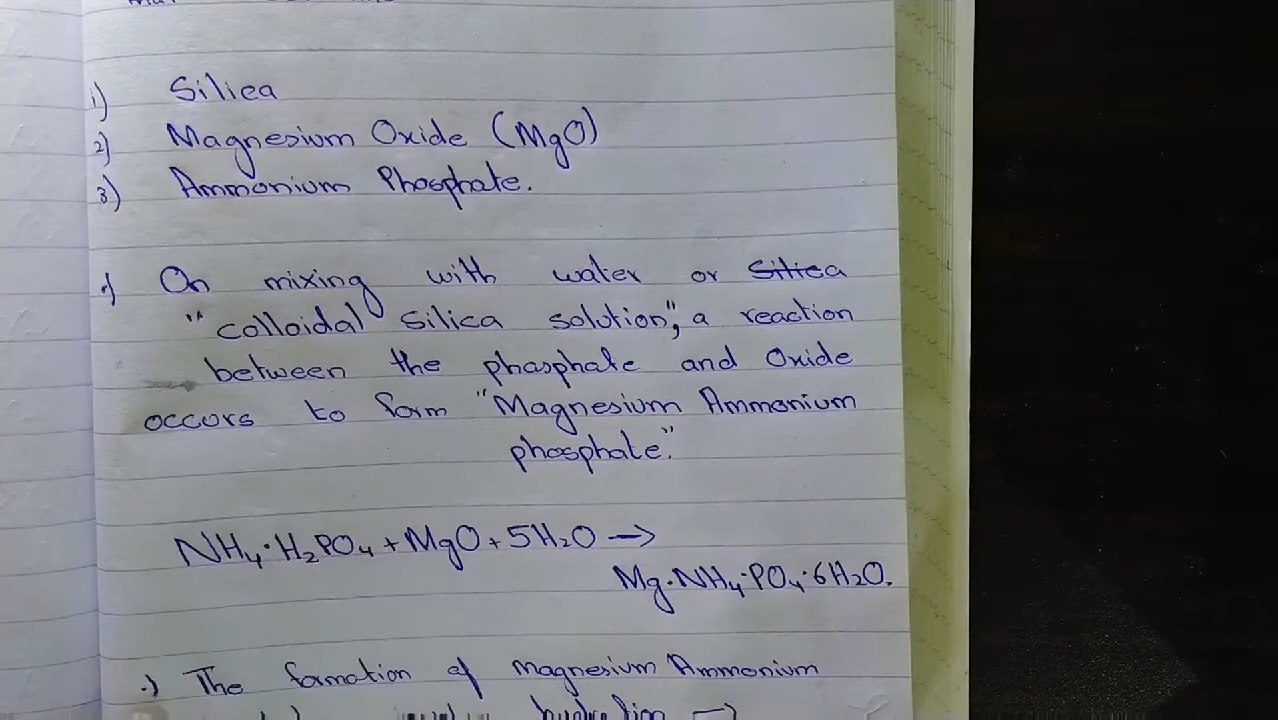 1) Silica
2) Magnesium Oxide (MgO)
3) Ammonium Phosphate.
•) On mixing with water or Silica
"colloidal silica solution", a reaction
between the phosphate and Oxide
occurs to form "Magnesium Ammonium
phosphate."
NH₄·H₂PO₄ + MgO + 5H₂O →
Mg·NH₄·PO₄·6H₂O.
•) The formation of Magnesium Ammonium
hydration →